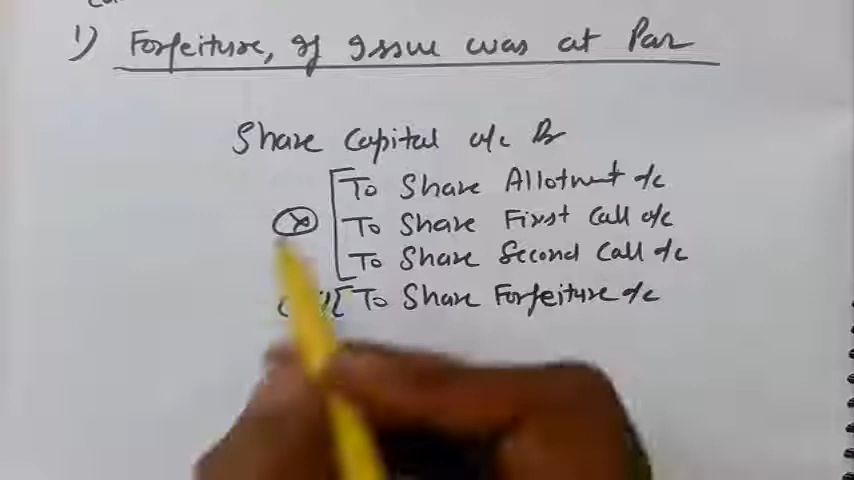 1) Forfeiture, If Issue was at Par
Share Capital a/c Dr
To Share Allotment a/c
To Share First Call a/c
To Share Second Call a/c
To Share Forfeiture a/c